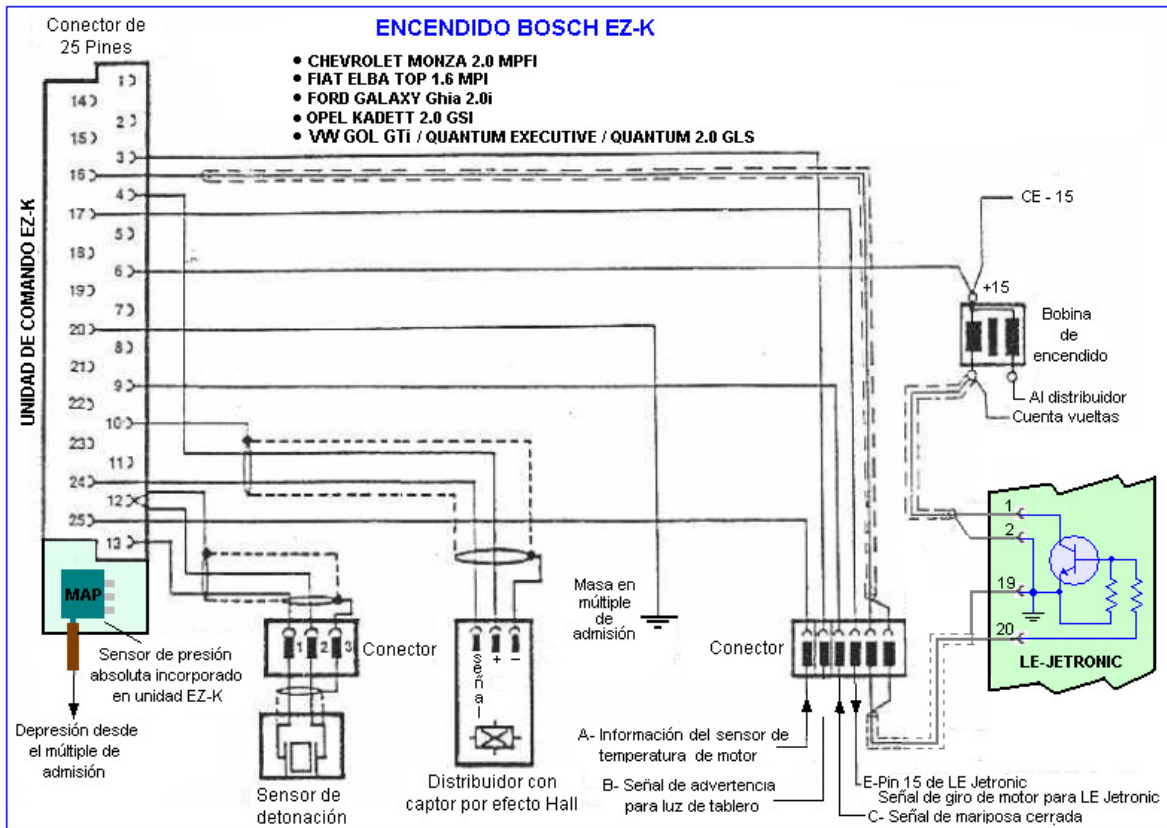 Conector de
25 Pines
ENCENDIDO BOSCH EZ-K
• CHEVROLET MONZA 2.0 MPFI
• FIAT ELBA TOP 1.6 MPI
• FORD GALAXY Ghia 2.0i
• OPEL KADETT 2.0 GSI
• VW GOL GTi / QUANTUM EXECUTIVE / QUANTUM 2.0 GLS
UNIDAD DE COMANDO EZ-K
1
14
2
15
3
16
4
17
5
18
6
19
7
20
8
21
9
22
10
23
11
24
12
25
13
CE - 15
+15
Bobina
de
encendido
Al distribuidor
Cuenta vueltas
1
2
19
20
LE-JETRONIC
MAP
Sensor de presión
absoluta incorporado
en unidad EZ-K
Depresión desde
el múltiple de
admisión
1 2 3
Conector
Sensor de
detonación
Señal
+
−
Distribuidor con
captor por efecto Hall
Masa en
múltiple
de
admisión
Conector
A- Información del sensor de
temperatura de motor
B- Señal de advertencia
para luz de tablero
E-Pin 15 de LE Jetronic
Señal de giro de motor para LE Jetronic
C- Señal de mariposa cerrada